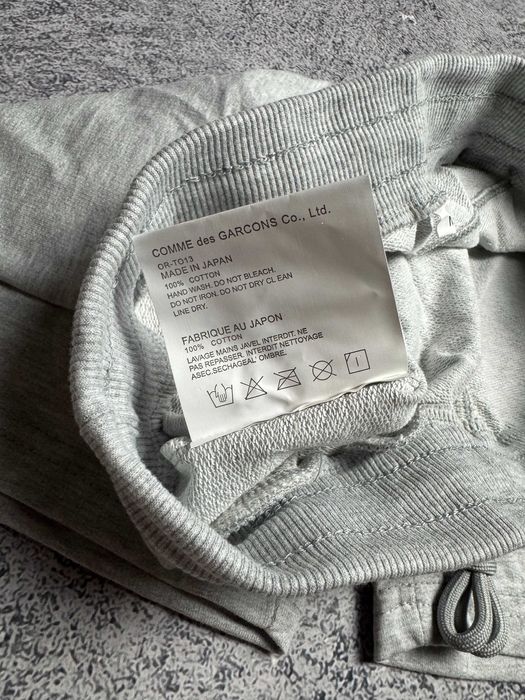 COMME des GARCONS Co., Ltd.
OR-TO13
MADE IN JAPAN
100% COTTON
HAND WASH. DO NOT BLEACH.
DO NOT IRON. DO NOT DRY CLEAN
LINE DRY.
FABRIQUE AU JAPON
100% COTTON
LAVAGE MAINS JAVEL INTERDIT. NE
PAS REPASSER. INTERDIT NETTOYAGE
ASEC.SECHAGEAL' OMBRE.